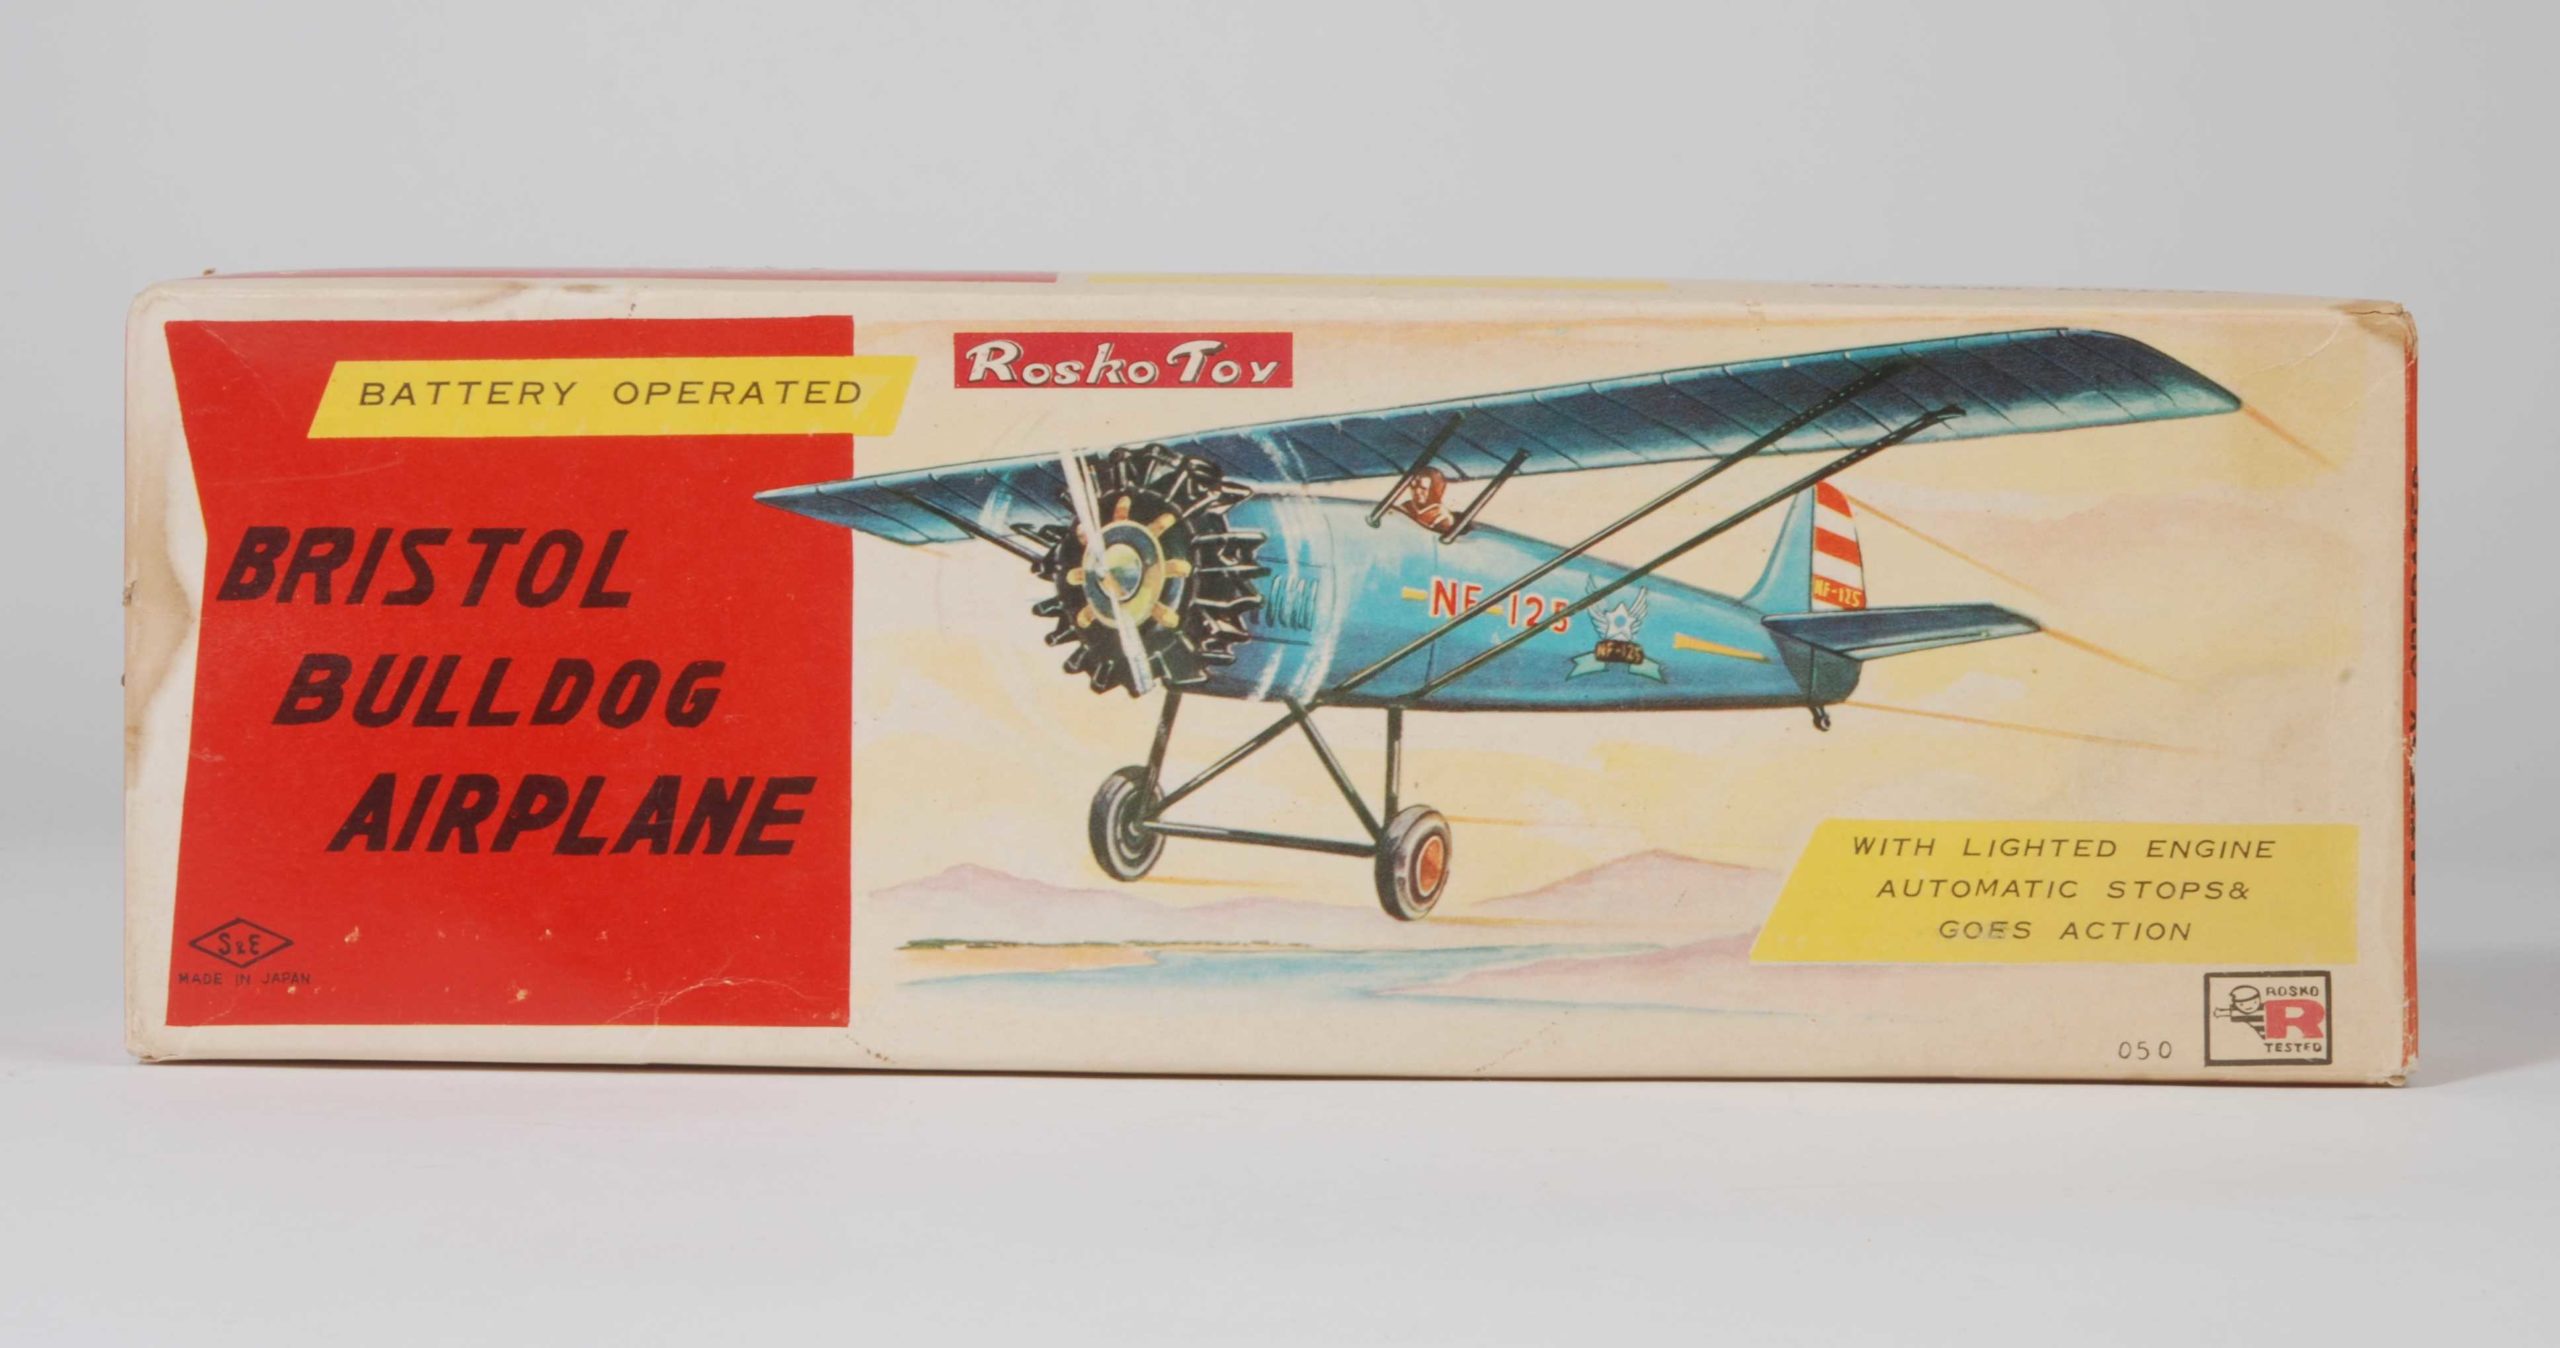 BATTERY OPERATED
Rosko Toy
BRISTOL
BULLDOG
AIRPLANE
S&E
MADE IN JAPAN
NF-125
NF-125
NF-125
WITH LIGHTED ENGINE
AUTOMATIC STOPS&
GOES ACTION
050
ROSKO
R
TESTED